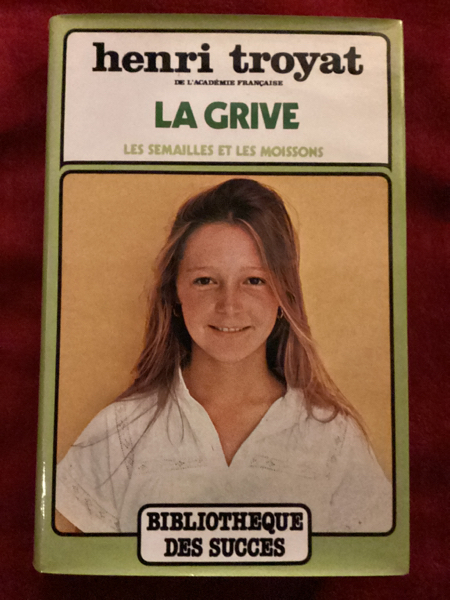 henri troyat
DE L'ACADÉMIE FRANÇAISE
LA GRIVE
LES SEMAILLES ET LES MOISSONS
BIBLIOTHEQUE
DES SUCCES